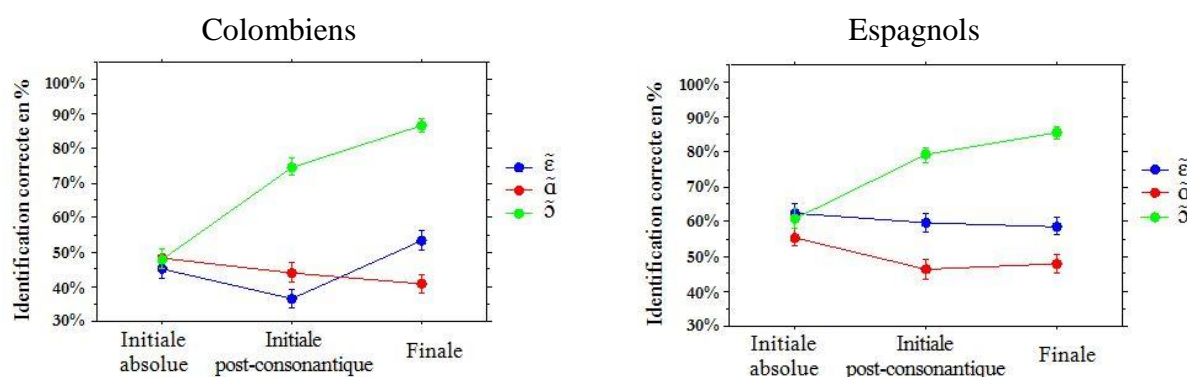 Colombiens
Identification correcte en %
100%
90%
80%
70%
60%
50%
40%
30%
Initiale absolue
Initiale post-consonantique
Finale
ɛ̃
ɑ̃
ɔ̃
Espagnols
Identification correcte en %
100%
90%
80%
70%
60%
50%
40%
30%
Initiale absolue
Initiale post-consonantique
Finale
ɛ̃
ɑ̃
ɔ̃